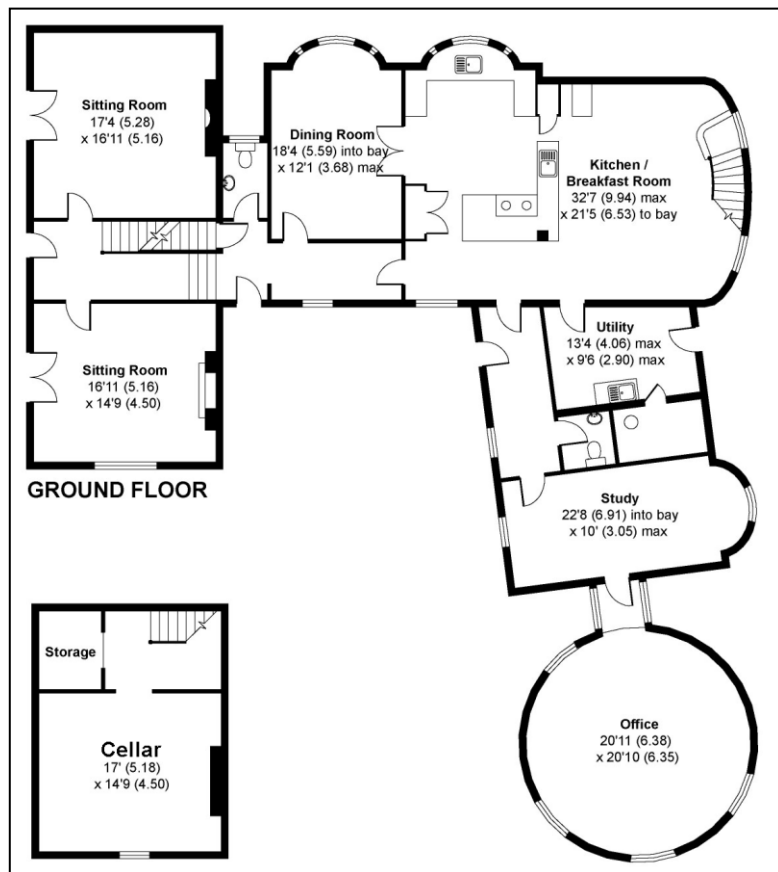 Sitting Room
17'4 (5.28)
x 16'11 (5.16)
Dining Room
18'4 (5.59) into bay
x 12'1 (3.68) max
Kitchen /
Breakfast Room
32'7 (9.94) max
x 21'5 (6.53) to bay
Sitting Room
16'11 (5.16)
x 14'9 (4.50)
Utility
13'4 (4.06) max
x 9'6 (2.90) max
GROUND FLOOR
Study
22'8 (6.91) into bay
x 10' (3.05) max
Storage
Cellar
17' (5.18)
x 14'9 (4.50)
Office
20'11 (6.38)
x 20'10 (6.35)